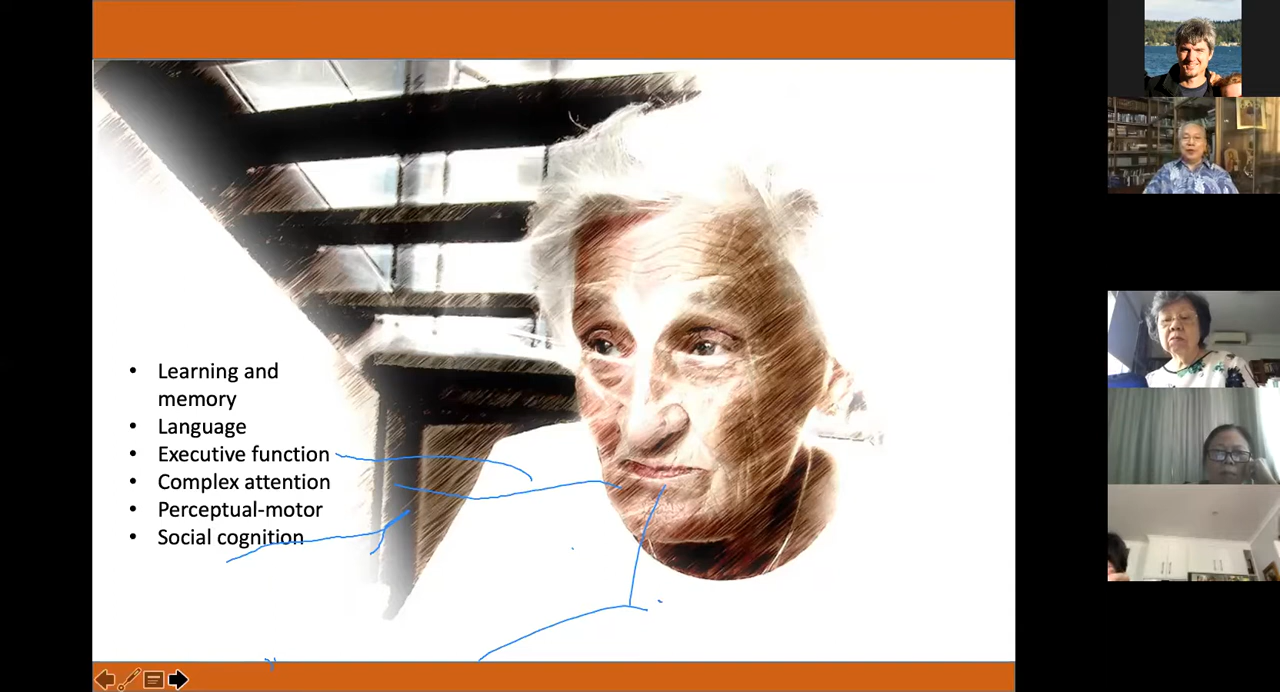 • Learning and
memory
• Language
• Executive function
• Complex attention
• Perceptual-motor
• Social cognition